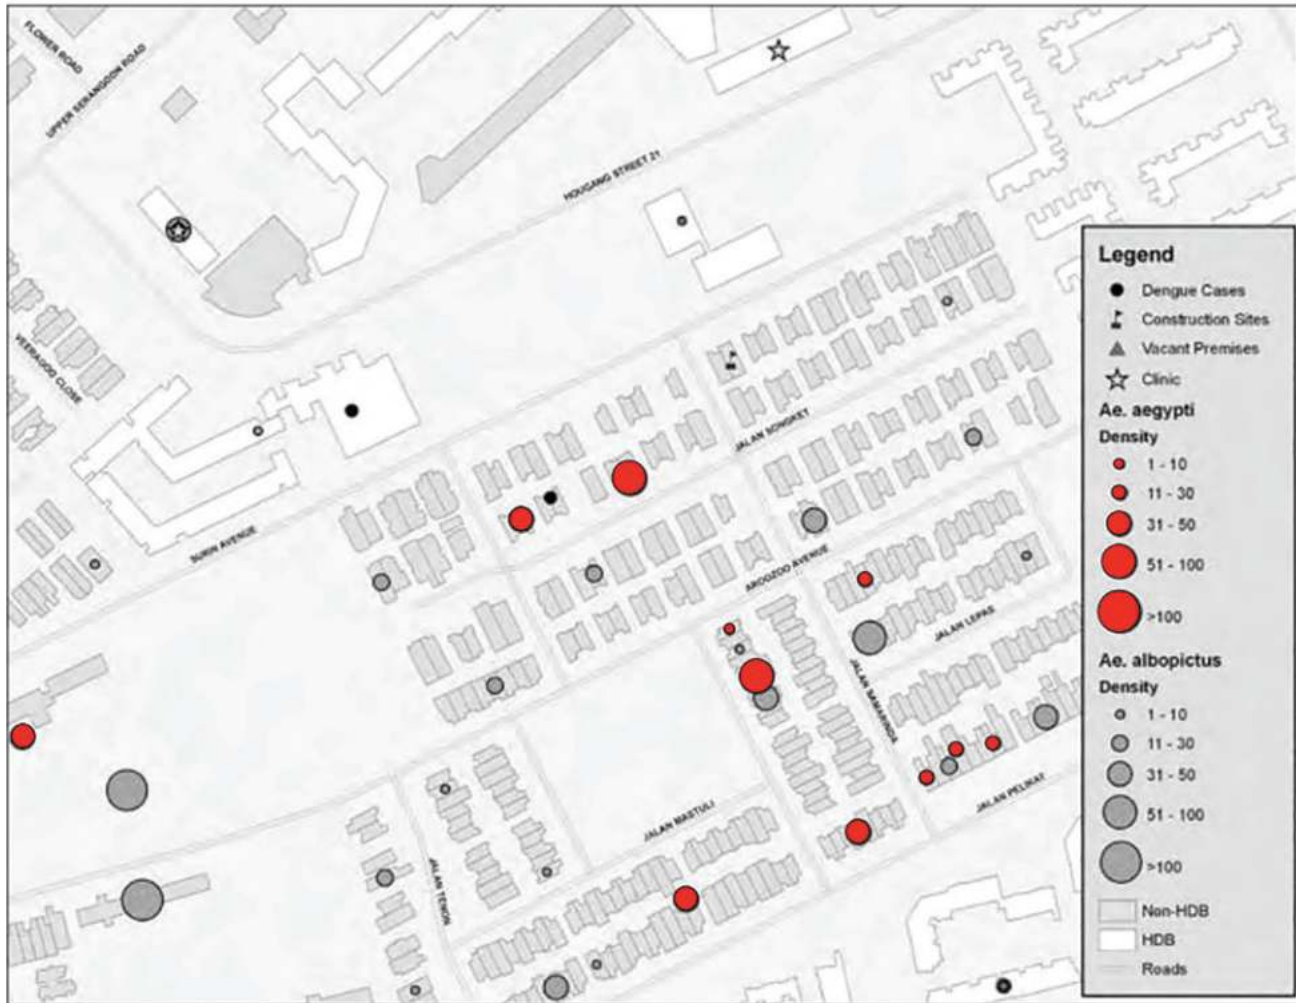 FLOWER ROAD
UPPER SERANGOON ROAD
HOUGANG STREET 21
VEERAGOO CLOSE
SURIN AVENUE
JALAN SONGKET
AROOZOO AVENUE
JALAN LEPAS
JALAN SAMARINDA
JALAN PELIKAT
JALAN MASTULI
JALAN TENON
Legend
Dengue Cases
Construction Sites
Vacant Premises
Clinic
Ae. aegypti
Density
1 - 10
11 - 30
31 - 50
51 - 100
>100
Ae. albopictus
Density
1 - 10
11 - 30
31 - 50
51 - 100
>100
Non-HDB
HDB
Roads